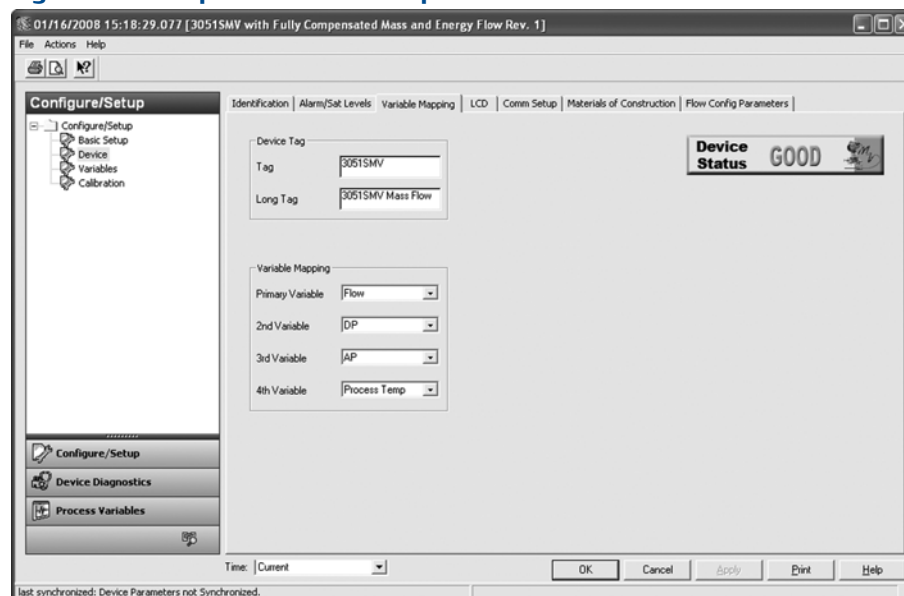 01/16/2008 15:18:29.077 [3051SMV with Fully Compensated Mass and Energy Flow Rev. 1]
File Actions Help
Configure/Setup
Configure/Setup
Basic Setup
Device
Variables
Calibration
Configure/Setup
Device Diagnostics
Process Variables
Identification Alarm/Sat Levels Variable Mapping LCD Comm Setup Materials of Construction Flow Config Parameters
Device Tag
Tag 3051SMV
Long Tag 3051SMV Mass Flow
Device Status GOOD
Variable Mapping
Primary Variable Flow
2nd Variable DP
3rd Variable AP
4th Variable Process Temp
Time: Current
OK Cancel Apply Print Help
last synchronized: Device Parameters not Synchronized.